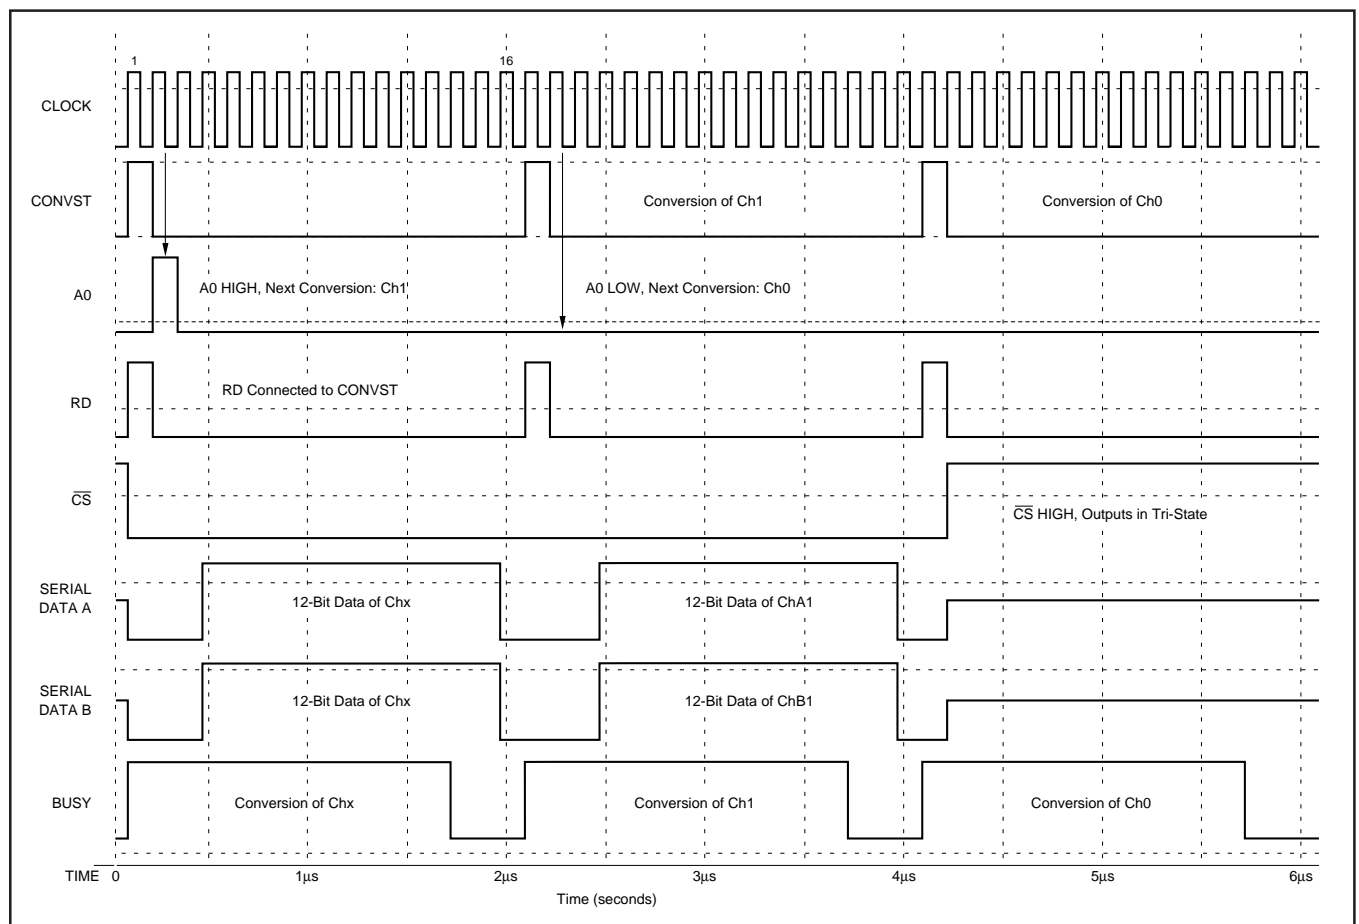 1
16
CLOCK
CONVST
Conversion of Ch1
Conversion of Ch0
A0
A0 HIGH, Next Conversion: Ch1
A0 LOW, Next Conversion: Ch0
RD
RD Connected to CONVST
CS
CS HIGH, Outputs in Tri-State
SERIAL
DATA A
12-Bit Data of Chx
12-Bit Data of ChA1
SERIAL
DATA B
12-Bit Data of Chx
12-Bit Data of ChB1
BUSY
Conversion of Chx
Conversion of Ch1
Conversion of Ch0
TIME 0 1μs 2μs 3μs 4μs 5μs 6μs
Time (seconds)